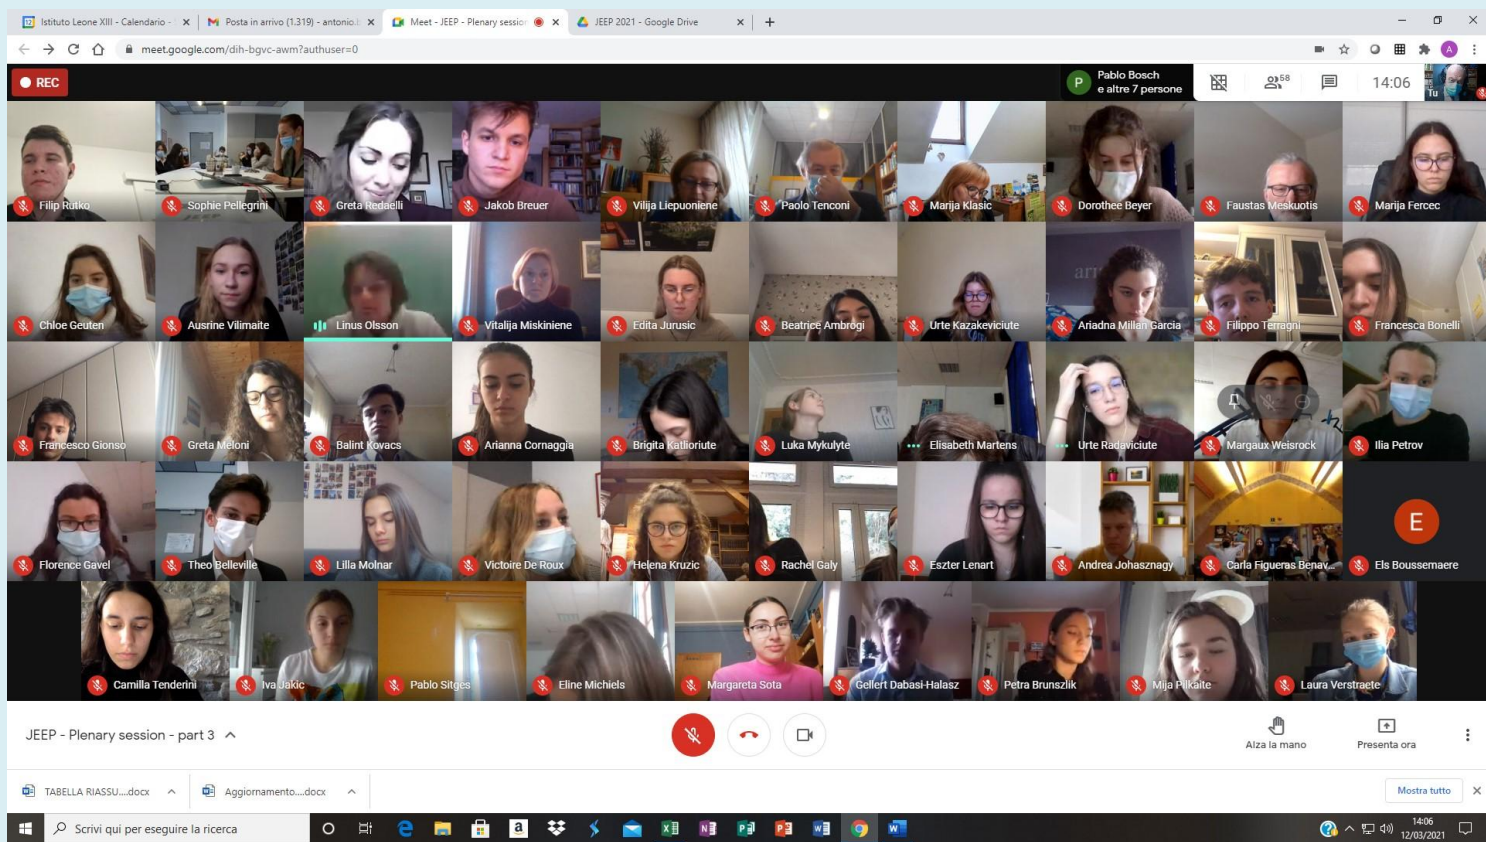 Istituto Leone XIII - Calendario -
Posta in arrivo (1.319) - antonio.b
Meet - JEEP - Plenary session
JEEP 2021 - Google Drive
meet.google.com/dih-bgvc-awm?authuser=0
A
REC
P
Pablo Bosch
e altre 7 persone
58
14:06
Tu
Filip Rutko
Sophie Pellegrini
Greta Redaelli
Jakob Breuer
Vilija Liepuoniene
Paolo Tenconi
Marija Klasic
Dorothee Beyer
Faustas Meskuotis
Marija Fercec
Chloe Geuten
Ausrine Vilimaite
Linus Olsson
Vitalija Miskiniene
Edita Jurusic
Beatrice Ambrogi
Urte Kazakeviciute
Ariadna Millan Garcia
Filippo Terragni
Francesca Bonelli
Francesco Gionso
Greta Meloni
Balint Kovacs
Arianna Cornaggia
Brigita Katlioriute
Luka Mykulyte
Elisabeth Martens
Urte Radaviciute
Margaux Weisrock
Ilia Petrov
Florence Gavel
Theo Belleville
Lilla Molnar
Victoire De Roux
Helena Kruzic
Rachel Galy
Eszter Lenart
Andrea Johasznagy
Carla Figueras Benav...
E
Els Boussemaere
Camilla Tenderini
Iva Jakic
Pablo Sitges
Eline Michiels
Margareta Sota
Gellert Dabasi-Halasz
Petra Brunszlik
Mija Pilkaite
Laura Verstraete
JEEP - Plenary session - part 3
Alza la mano
Presenta ora
TABELLA RIASSU....docx
Aggiornamento....docx
Mostra tutto
Scrivi qui per eseguire la ricerca
14:06
12/03/2021